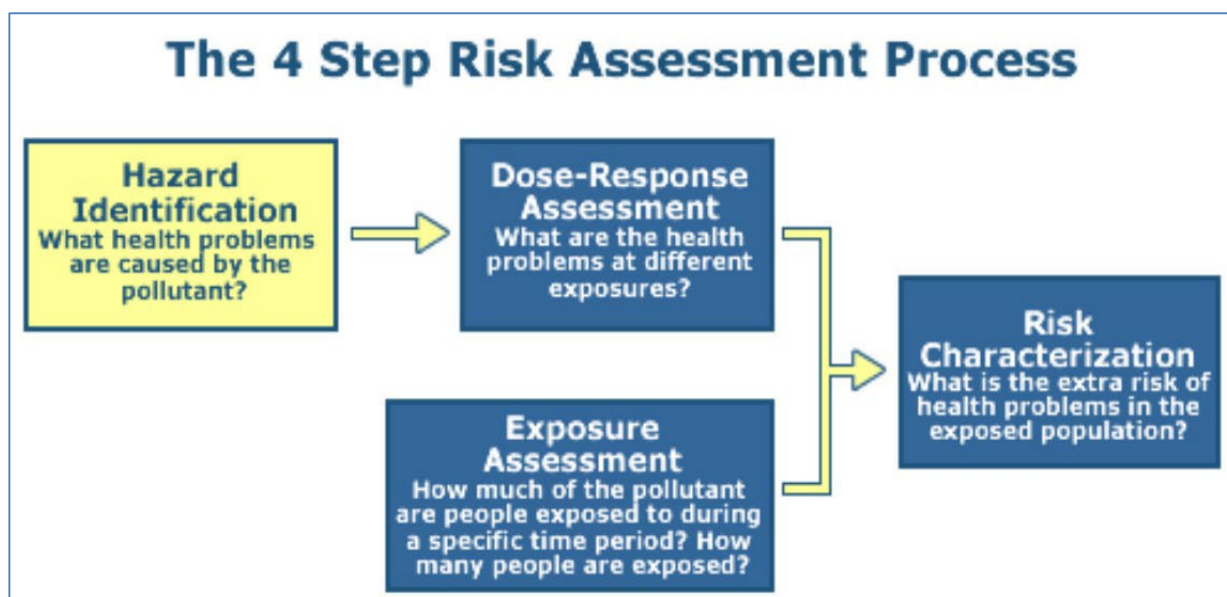 The 4 Step Risk Assessment Process
Hazard
Identification
What health problems
are caused by the
pollutant?
Dose-Response
Assessment
What are the health
problems at different
exposures?
Exposure
Assessment
How much of the pollutant
are people exposed to during
a specific time period? How
many people are exposed?
Risk
Characterization
What is the extra risk of
health problems in the
exposed population?